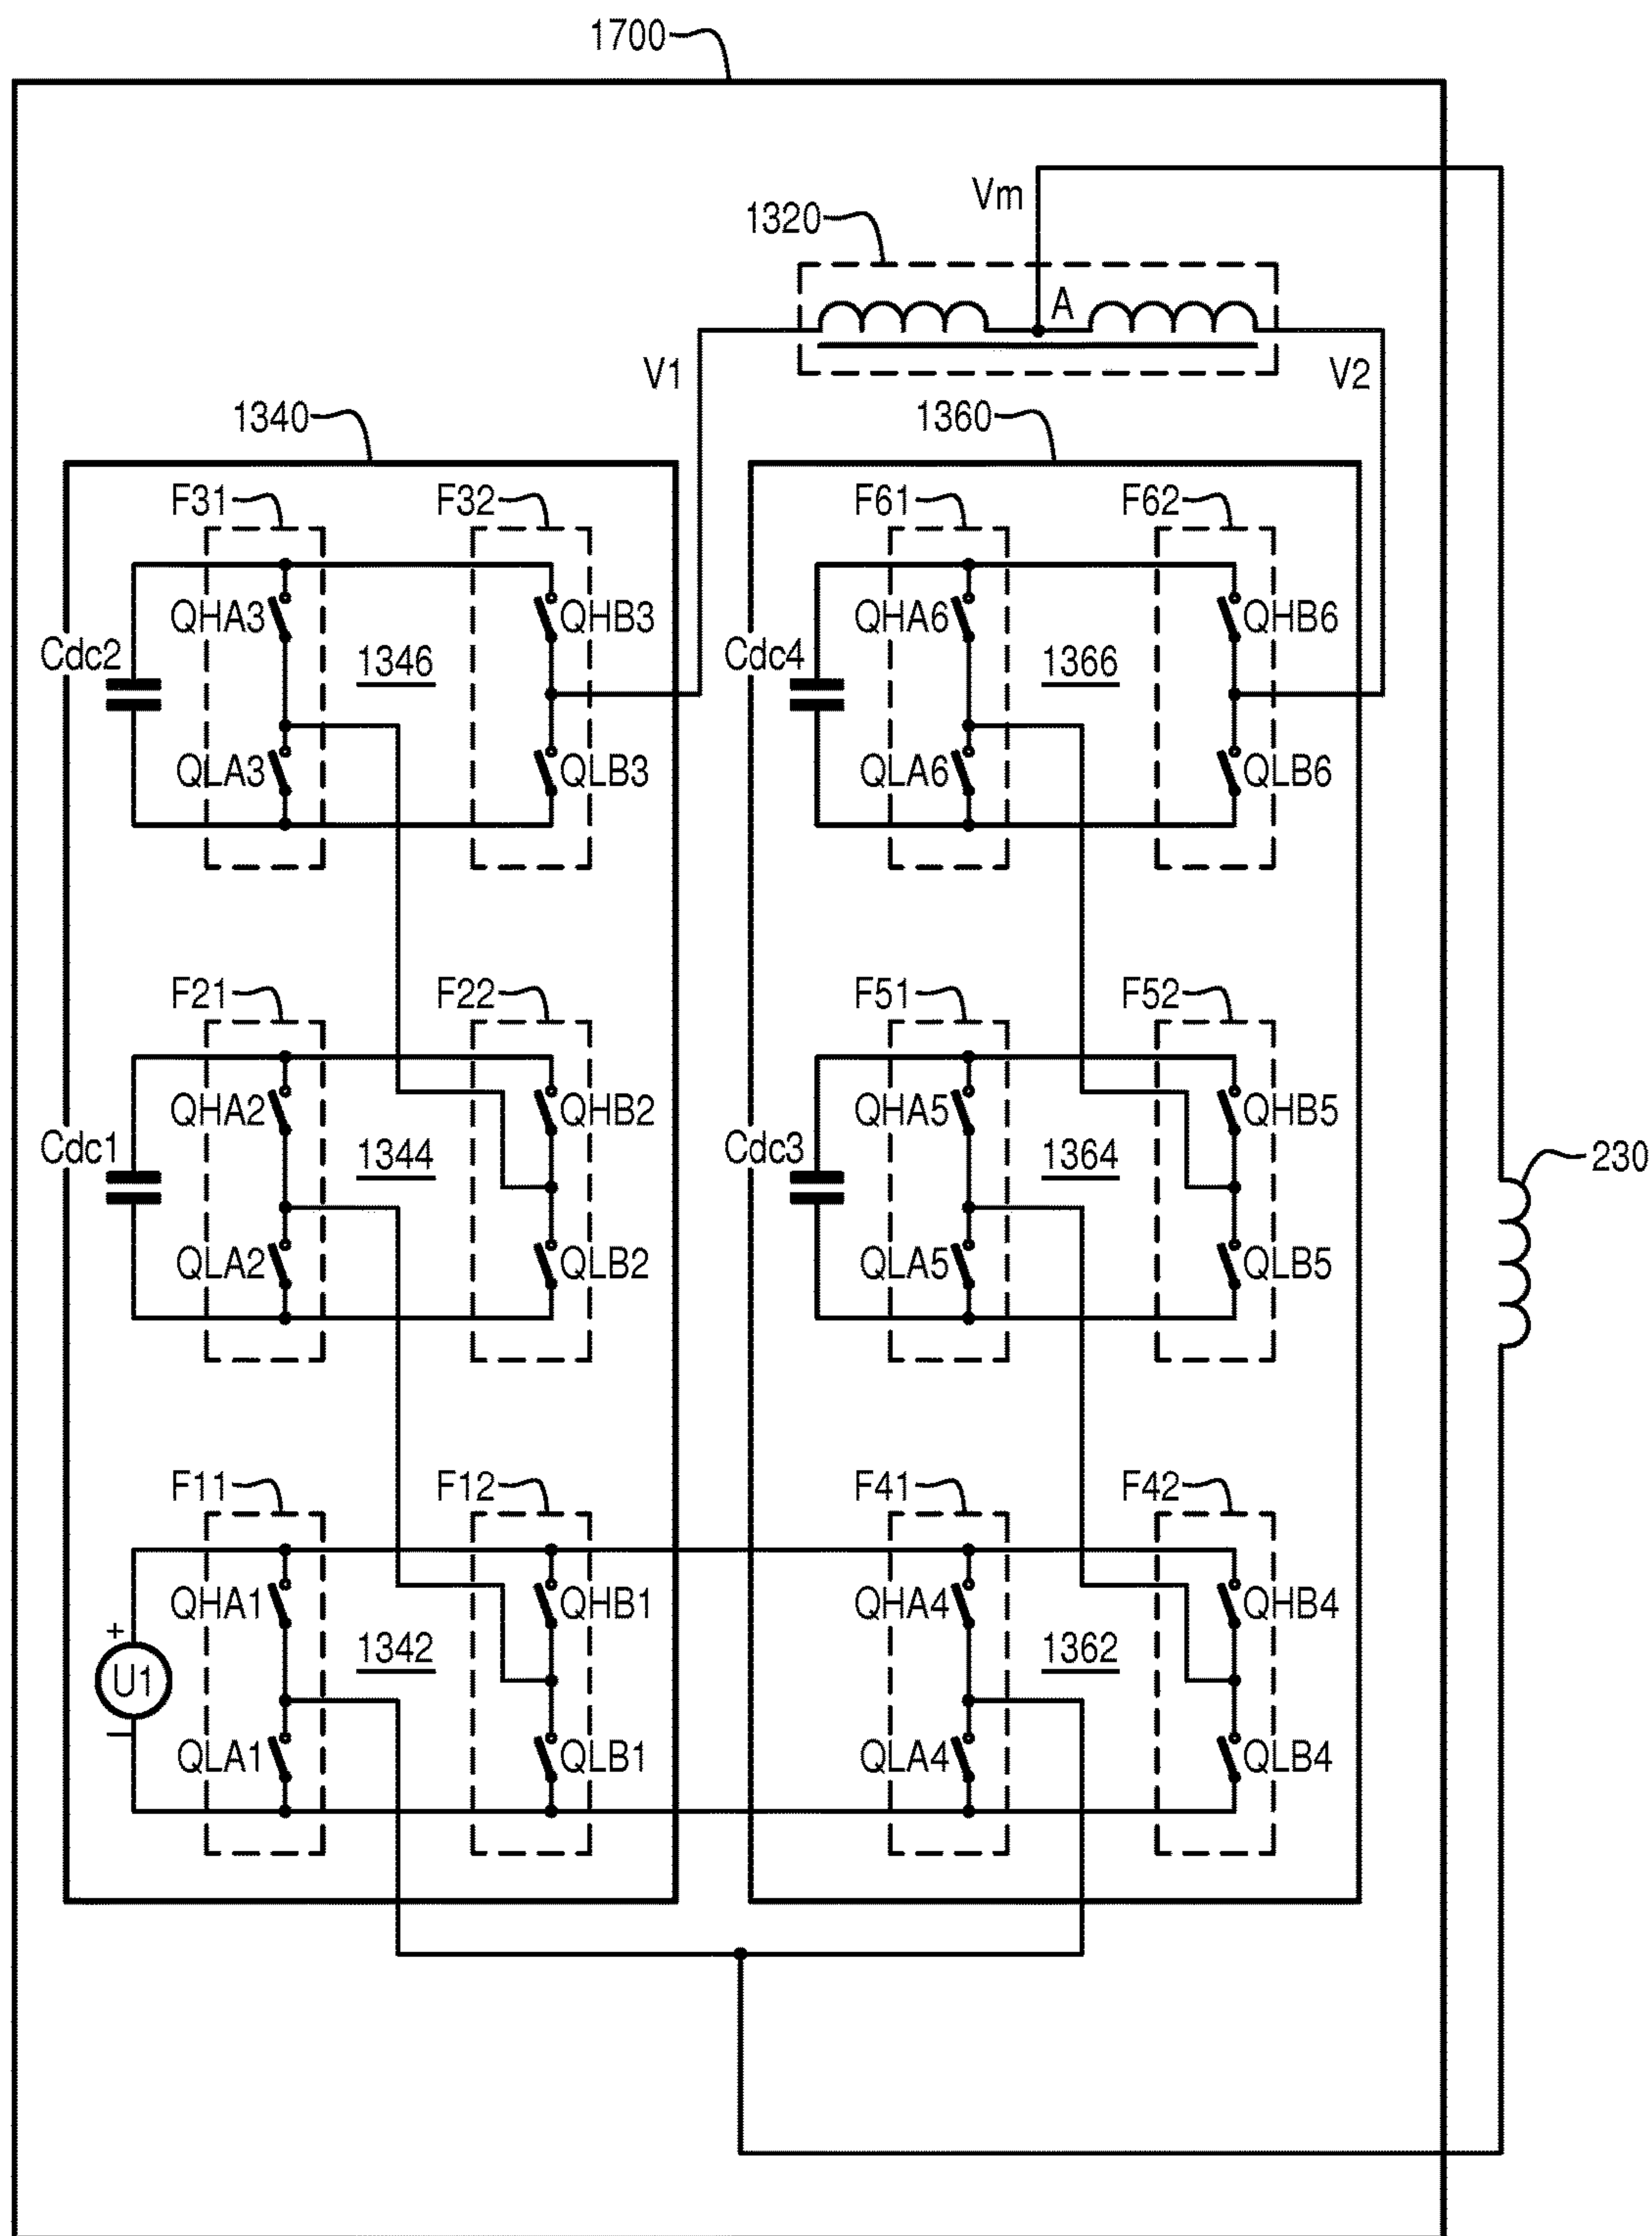 1700
Vm
1320
A
V1
V2
1340
1360
F31
F32
F61
F62
QHA3
QHB3
QHA6
QHB6
Cdc2
1346
Cdc4
1366
QLA3
QLB3
QLA6
QLB6
F21
F22
F51
F52
QHA2
QHB2
QHA5
QHB5
Cdc1
1344
Cdc3
1364
230
QLA2
QLB2
QLA5
QLB5
F11
F12
F41
F42
QHA1
QHB1
QHA4
QHB4
+
U1
−
1342
1362
QLA1
QLB1
QLA4
QLB4